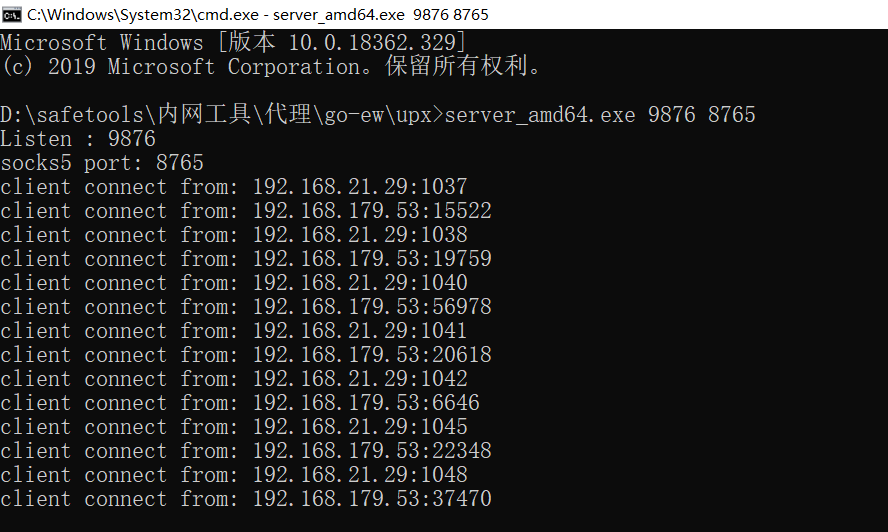 C:\Windows\System32\cmd.exe - server_amd64.exe  9876 8765
Microsoft Windows [版本 10.0.18362.329]
(c) 2019 Microsoft Corporation。保留所有权利。
D:\safetools\内网工具\代理\go-ew\upx>server_amd64.exe 9876 8765
Listen : 9876
socks5 port: 8765
client connect from: 192.168.21.29:1037
client connect from: 192.168.179.53:15522
client connect from: 192.168.21.29:1038
client connect from: 192.168.179.53:19759
client connect from: 192.168.21.29:1040
client connect from: 192.168.179.53:56978
client connect from: 192.168.21.29:1041
client connect from: 192.168.179.53:20618
client connect from: 192.168.21.29:1042
client connect from: 192.168.179.53:6646
client connect from: 192.168.21.29:1045
client connect from: 192.168.179.53:22348
client connect from: 192.168.21.29:1048
client connect from: 192.168.179.53:37470